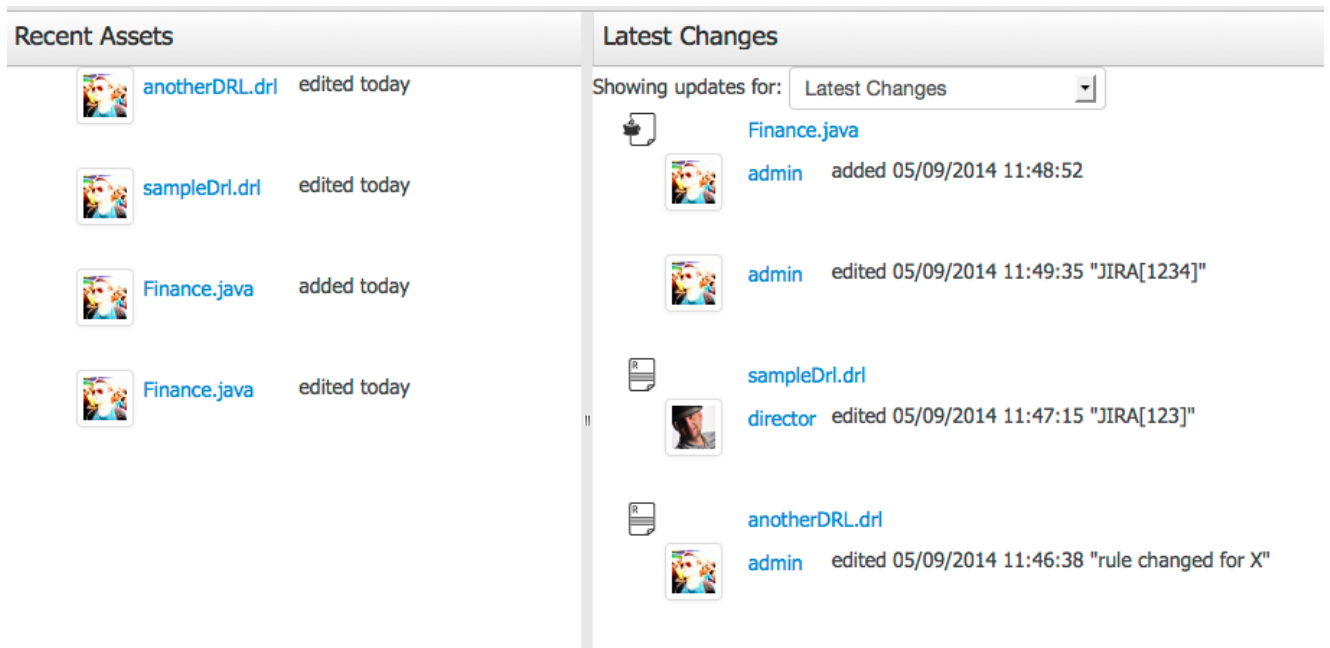 Recent Assets
anotherDRL.drl edited today
sampleDrl.drl edited today
Finance.java added today
Finance.java edited today
Latest Changes
Showing updates for: Latest Changes
Finance.java
admin added 05/09/2014 11:48:52
admin edited 05/09/2014 11:49:35 "JIRA[1234]"
R
sampleDrl.drl
director edited 05/09/2014 11:47:15 "JIRA[123]"
R
anotherDRL.drl
admin edited 05/09/2014 11:46:38 "rule changed for X"